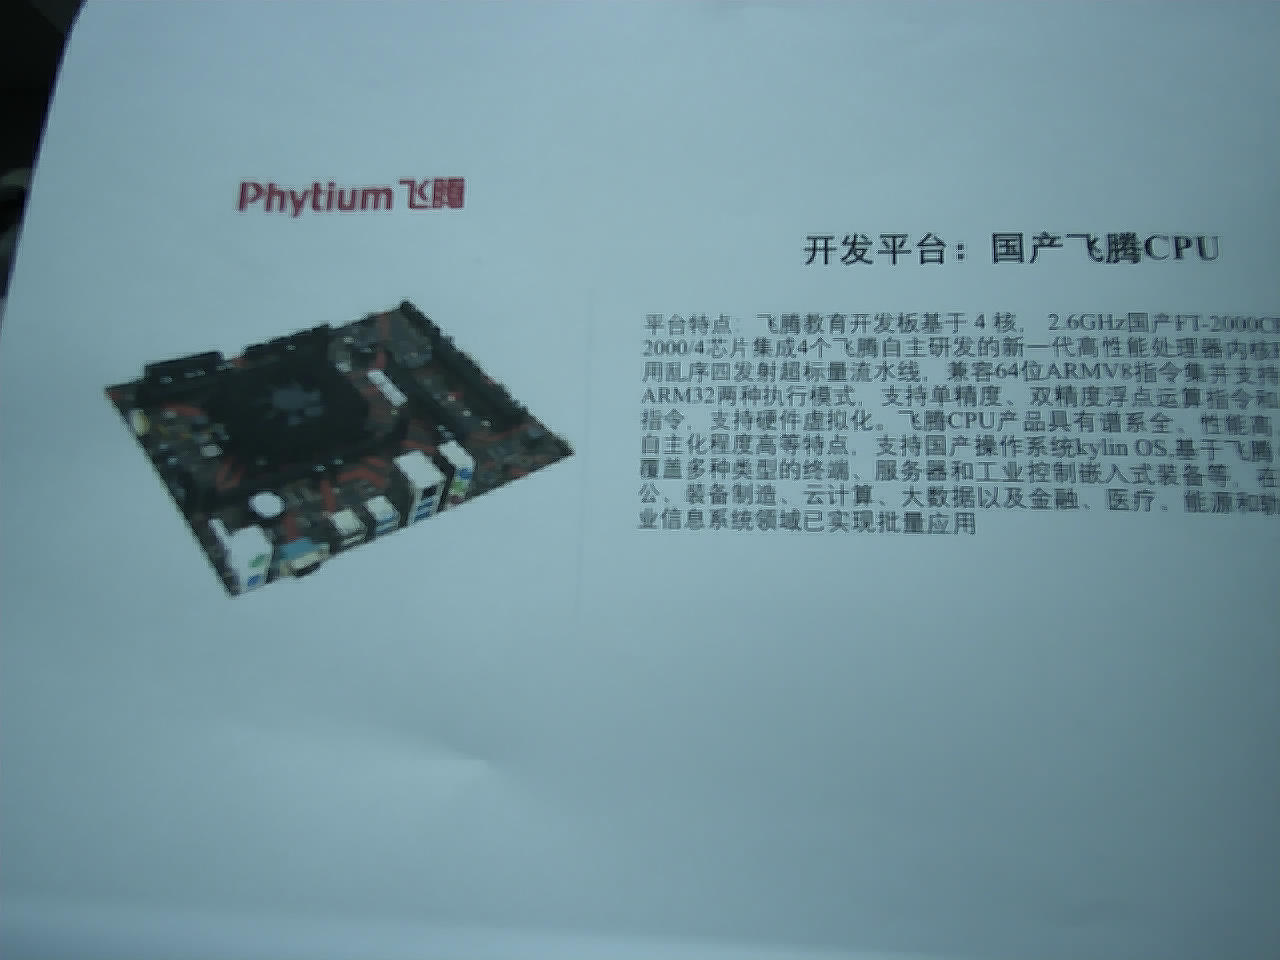 Phytium 飞腾
开发平台：国产飞腾CPU
平台特点：飞腾教育开发板基于 4 核， 2.6GHz国产FT-2000C
2000/4芯片集成4个飞腾自主研发的新一代高性能处理器内核
用乱序四发射超标量流水线，兼容64位ARMV8指令集并支持
ARM32两种执行模式，支持单精度、双精度浮点运算指令和
指令，支持硬件虚拟化。飞腾CPU产品具有谱系全、性能高
自主化程度高等特点，支持国产操作系统kylin OS,基于飞腾
覆盖多种类型的终端、服务器和工业控制嵌入式装备等，在
公、装备制造、云计算、大数据以及金融、医疗、能源和轨
业信息系统领域已实现批量应用